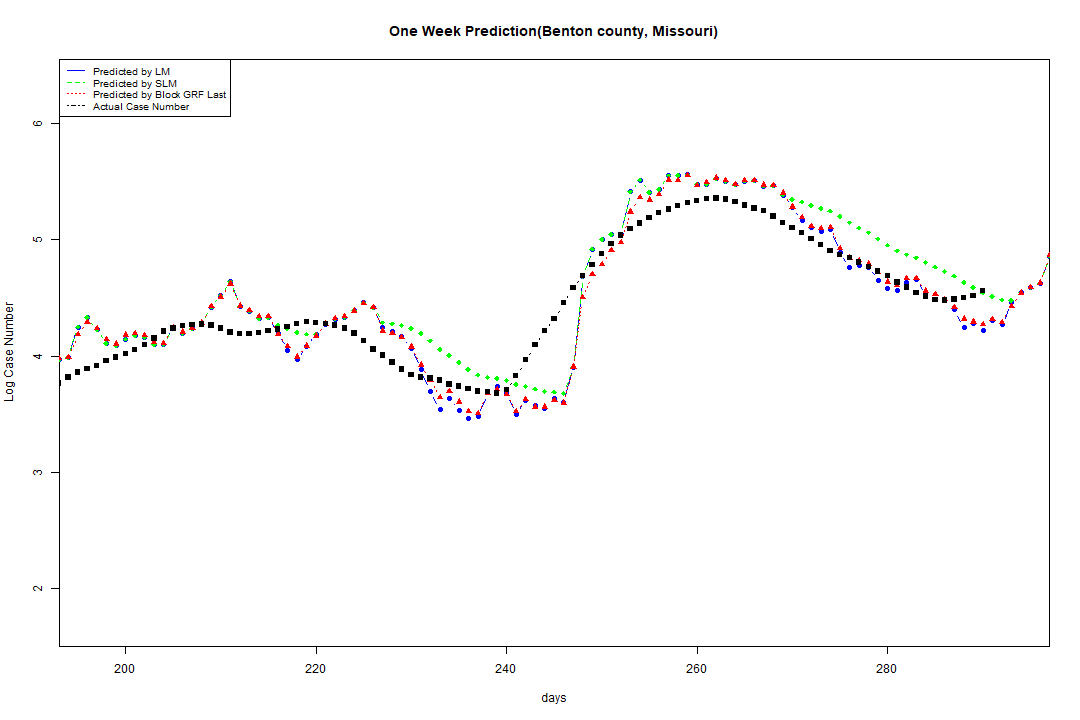 One Week Prediction(Benton county, Missouri)
Predicted by LM
Predicted by SLM
Predicted by Block GRF Last
Actual Case Number
6
5
4
3
2
Log Case Number
200 220 240 260 280
days